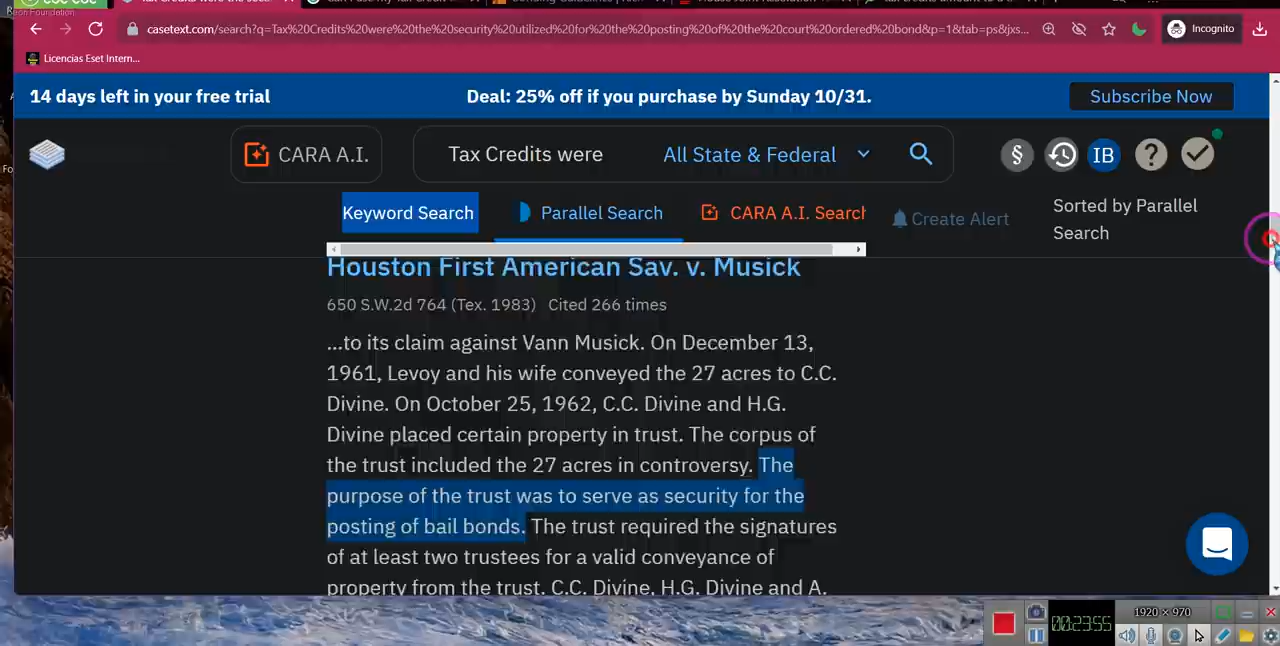 casetext.com/search?q=Tax%20Credits%20were%20the%20security%20utilized%20for%20the%20posting%20of%20the%20court%20ordered%20bond&p=1&tab=ps&jxs...
Incognito
Licencias Eset Intern...
14 days left in your free trial
Deal: 25% off if you purchase by Sunday 10/31.
Subscribe Now
CARA A.I.
Tax Credits were
All State & Federal
§
IB
?
Keyword Search
Parallel Search
CARA A.I. Search
Create Alert
Sorted by Parallel
Search
Houston First American Sav. v. Musick
650 S.W.2d 764 (Tex. 1983) Cited 266 times
...to its claim against Vann Musick. On December 13,
1961, Levoy and his wife conveyed the 27 acres to C.C.
Divine. On October 25, 1962, C.C. Divine and H.G.
Divine placed certain property in trust. The corpus of
the trust included the 27 acres in controversy. The
purpose of the trust was to serve as security for the
posting of bail bonds. The trust required the signatures
of at least two trustees for a valid conveyance of
property from the trust. C.C. Divine, H.G. Divine and A.
1920 × 970
00:23:55